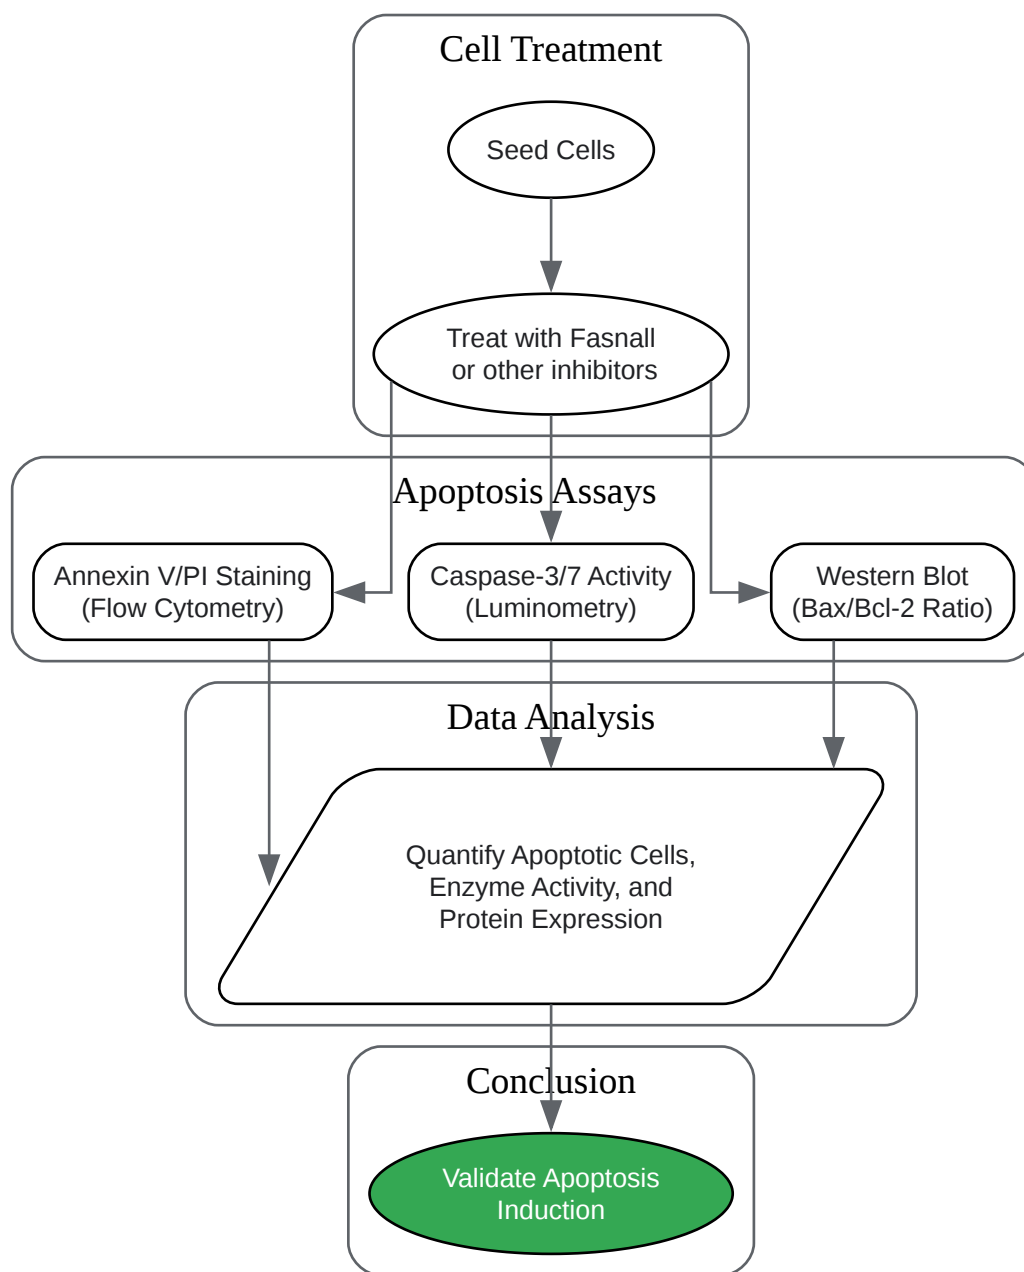 Cell Treatment
Seed Cells
Treat with Fasnall
or other inhibitors
Apoptosis Assays
Annexin V/PI Staining
(Flow Cytometry)
Caspase-3/7 Activity
(Luminometry)
Western Blot
(Bax/Bcl-2 Ratio)
Data Analysis
Quantify Apoptotic Cells,
Enzyme Activity, and
Protein Expression
Conclusion
Validate Apoptosis
Induction